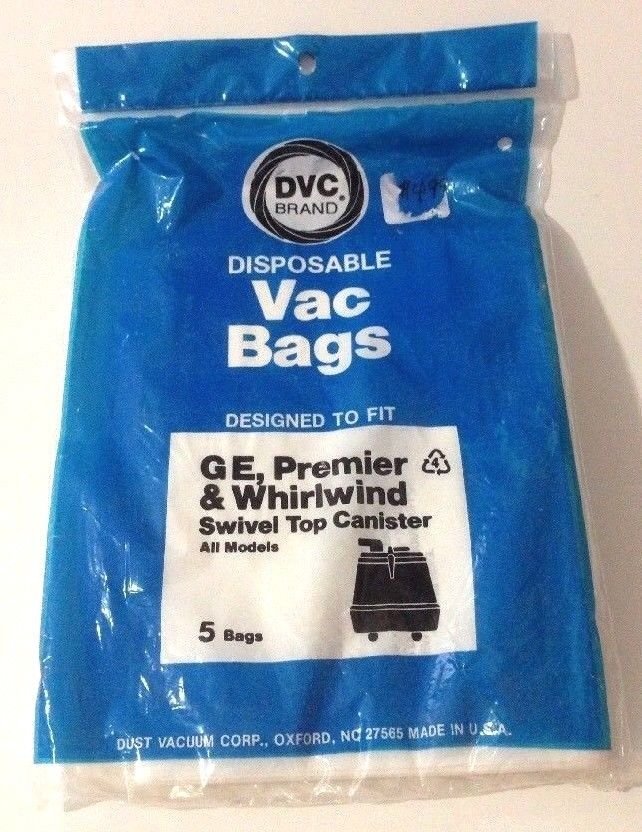 DVC®
BRAND
DISPOSABLE
Vac
Bags
DESIGNED TO FIT
GE, Premier
& Whirlwind
Swivel Top Canister
All Models
4
5 Bags
DUST VACUUM CORP., OXFORD, NC 27565 MADE IN U.S.A.